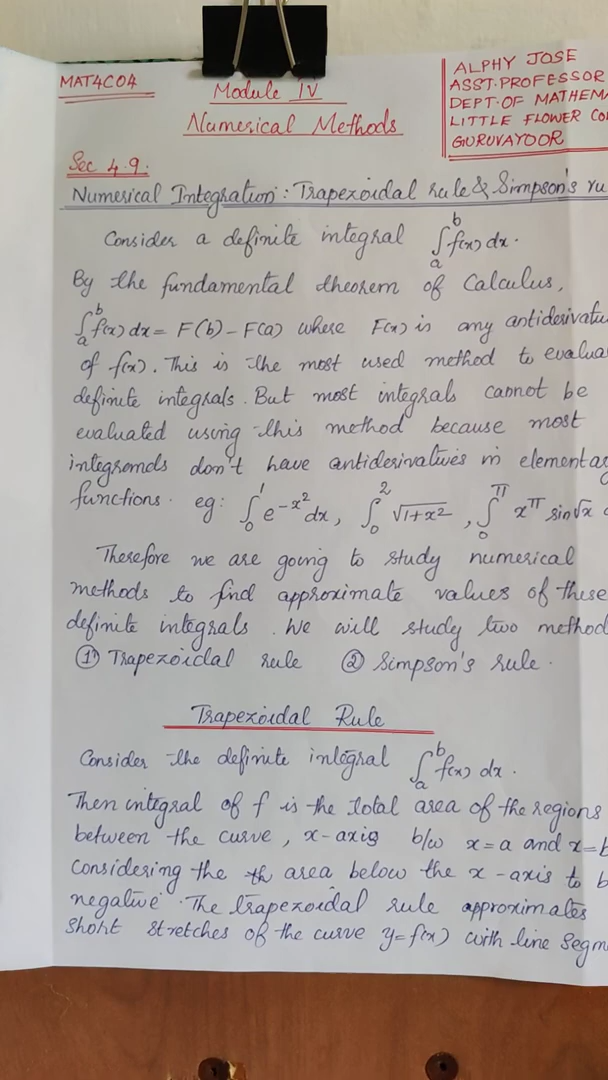 MAT4C04
Module IV
Numerical Methods
ALPHY JOSE
ASST.PROFESSOR
DEPT.OF MATHEMA
LITTLE FLOWER CO
GURUVAYOOR
Sec 4.9.
Numerical Integration: Trapezoidal rule & Simpson's ru
Consider a definite integral ∫_a^b f(x) dx.
By the fundamental theorem of Calculus,
∫_a^b f(x) dx = F(b) - F(a) where F(x) is any antiderivatu
of f(x). This is the most used method to evalua
definite integrals. But most integrals cannot be
evaluated using this method because most
integrands don't have antiderivatives in elementar
functions. eg: ∫_0^1 e^{-x^2} dx, ∫_0^2 √(1+x^2), ∫_0^π x^π sin√x
Therefore we are going to study numerical
methods to find approximate values of these
definite integrals. We will study two method
① Trapezoidal rule ② Simpson's rule.
Trapezoidal Rule
Consider the definite integral ∫_a^b f(x) dx.
Then integral of f is the total area of the regions
between the curve, x-axis b/w x=a and x=b
Considering the area below the x-axis to b
negative. The trapezoidal rule approximates
short stretches of the curve y=f(x) with line segm